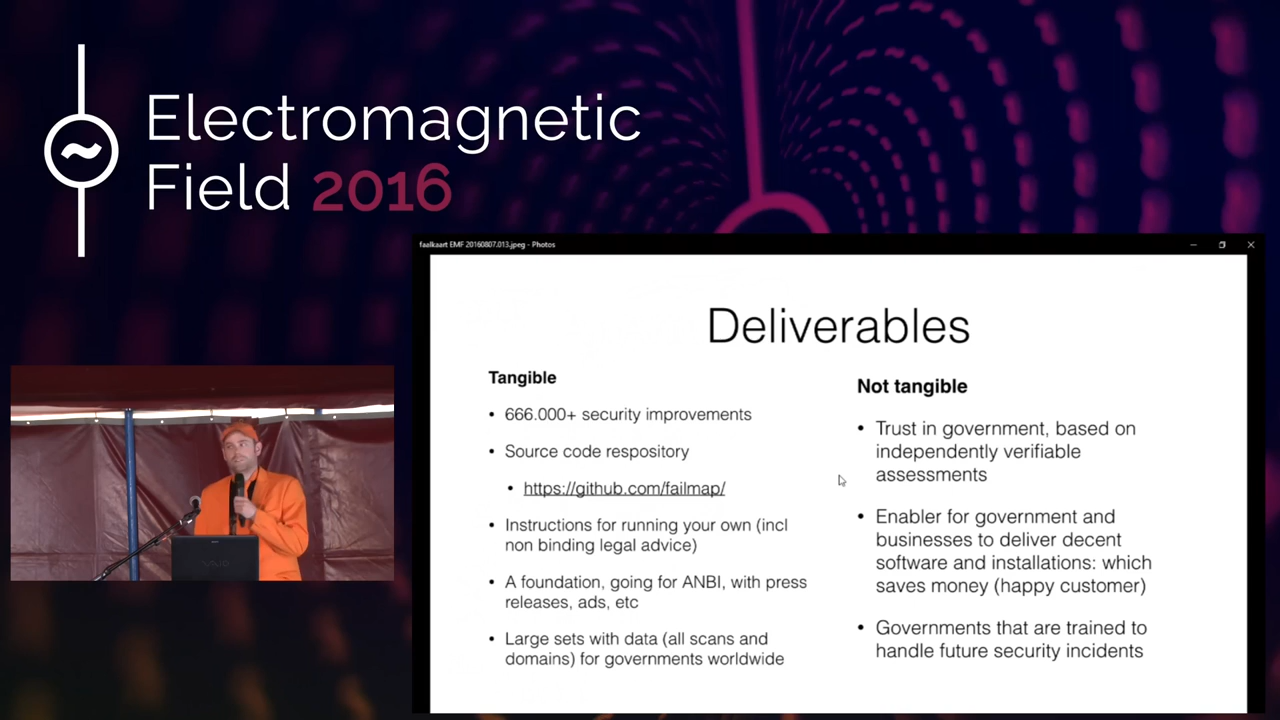 Electromagnetic
Field 2016
faalkaart EMF 20160807.013.jpeg - Photos
Deliverables
Tangible
• 666.000+ security improvements
• Source code respository
• https://github.com/failmap/
• Instructions for running your own (incl
non binding legal advice)
• A foundation, going for ANBI, with press
releases, ads, etc
• Large sets with data (all scans and
domains) for governments worldwide
Not tangible
• Trust in government, based on
independently verifiable
assessments
• Enabler for government and
businesses to deliver decent
software and installations: which
saves money (happy customer)
• Governments that are trained to
handle future security incidents
VAIO